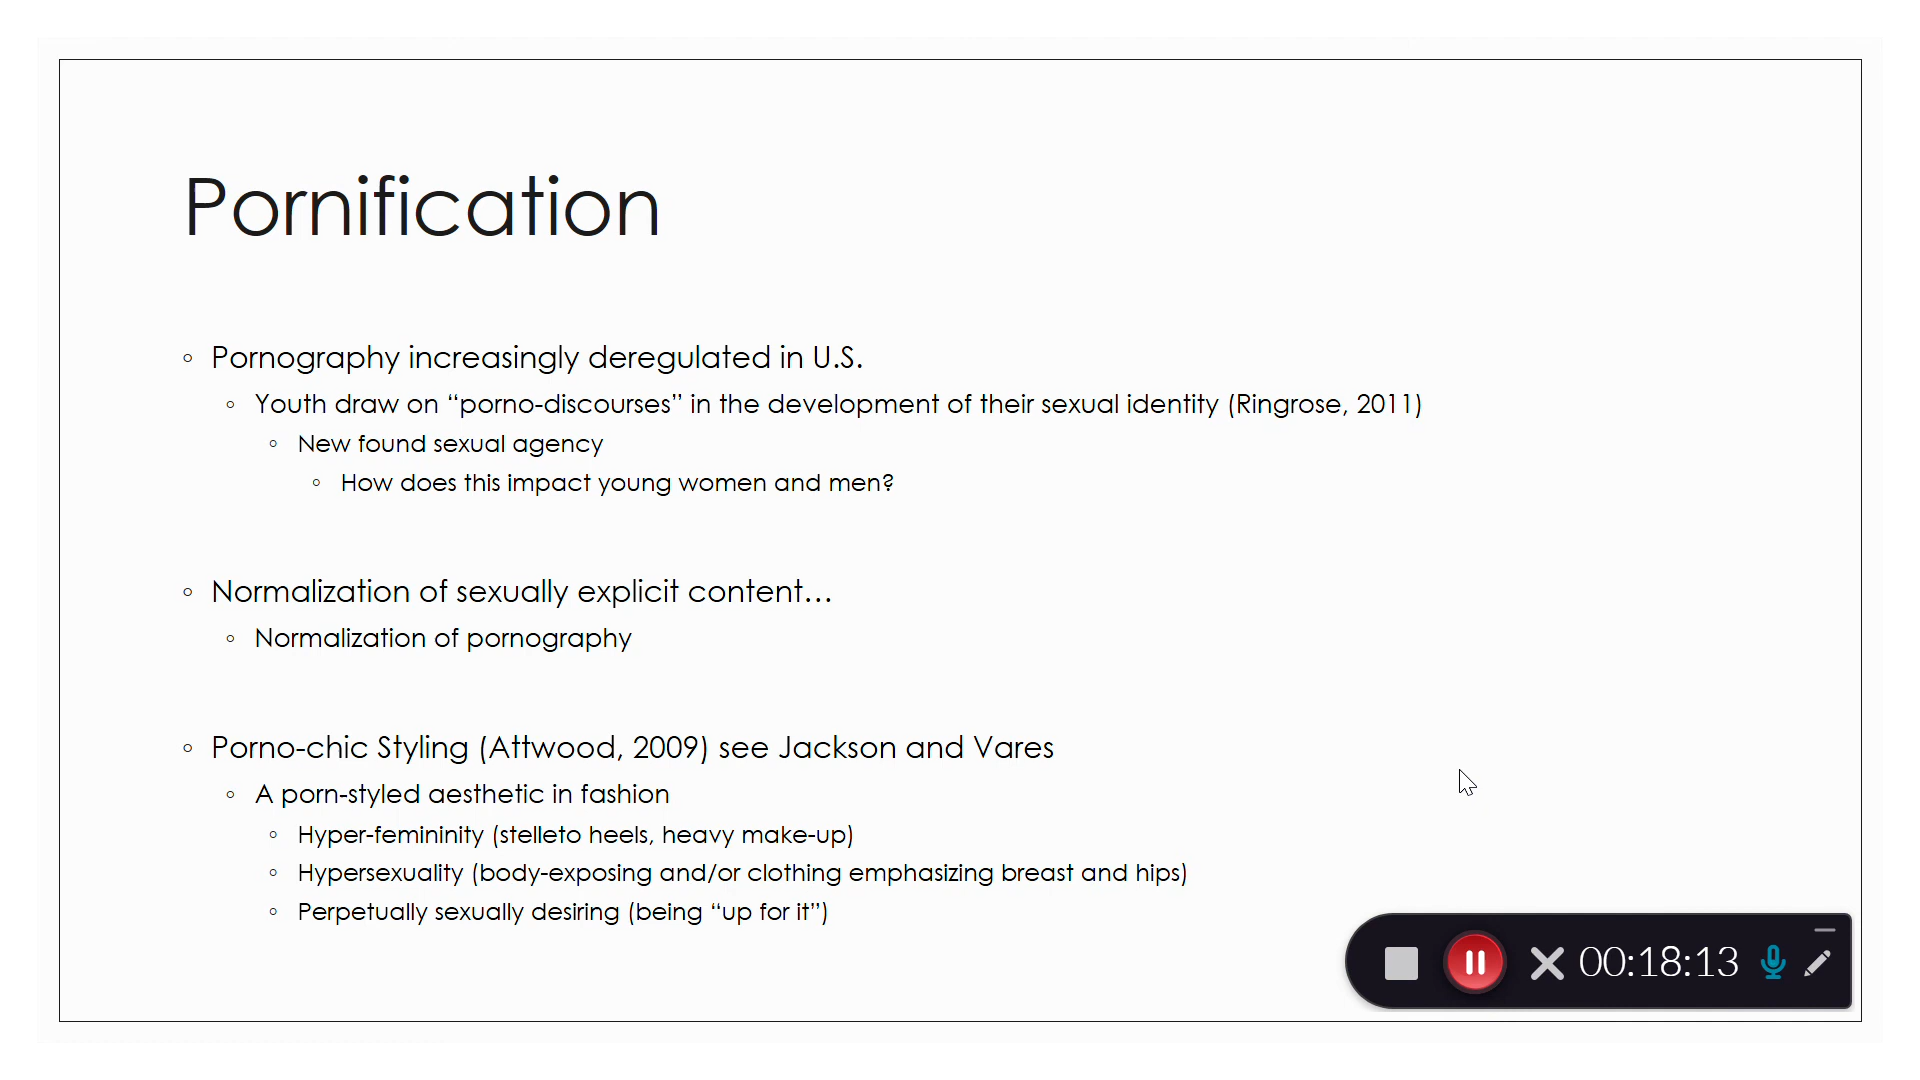 Pornification
◦ Pornography increasingly deregulated in U.S.
◦ Youth draw on “porno-discourses” in the development of their sexual identity (Ringrose, 2011)
◦ New found sexual agency
◦ How does this impact young women and men?
◦ Normalization of sexually explicit content…
◦ Normalization of pornography
◦ Porno-chic Styling (Attwood, 2009) see Jackson and Vares
◦ A porn-styled aesthetic in fashion
◦ Hyper-femininity (stelleto heels, heavy make-up)
◦ Hypersexuality (body-exposing and/or clothing emphasizing breast and hips)
◦ Perpetually sexually desiring (being “up for it”)
00:18:13